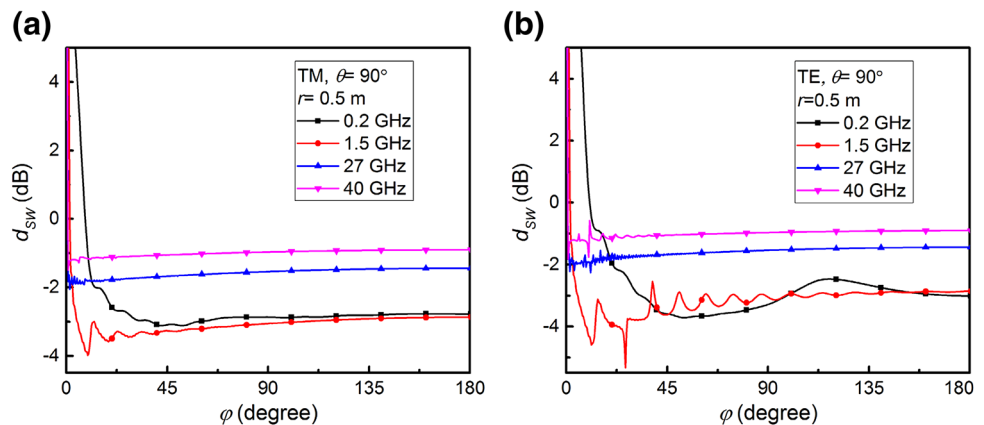 (a)
TM, θ= 90°
r= 0.5 m
0.2 GHz
1.5 GHz
27 GHz
40 GHz
4
2
0
-2
-4
d_SW (dB)
0 45 90 135 180
φ (degree)
(b)
TE, θ= 90°
r=0.5 m
0.2 GHz
1.5 GHz
27 GHz
40 GHz
4
2
0
-2
-4
d_SW (dB)
0 45 90 135 180
φ (degree)